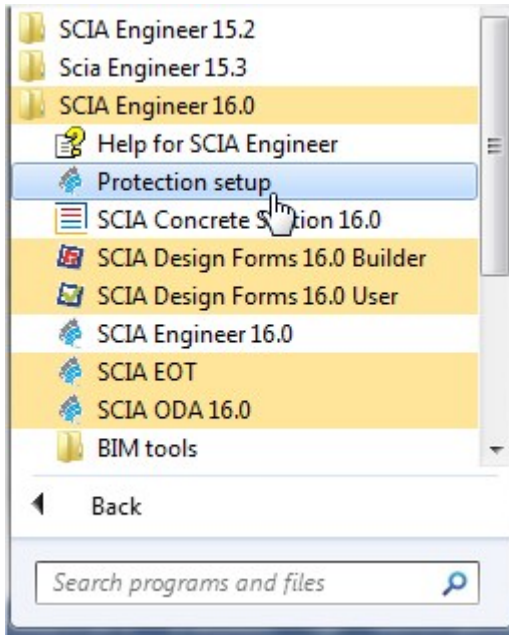 SCIA Engineer 15.2
Scia Engineer 15.3
SCIA Engineer 16.0
Help for SCIA Engineer
Protection setup
SCIA Concrete Section 16.0
SCIA Design Forms 16.0 Builder
SCIA Design Forms 16.0 User
SCIA Engineer 16.0
SCIA EOT
SCIA ODA 16.0
BIM tools
Back
Search programs and files